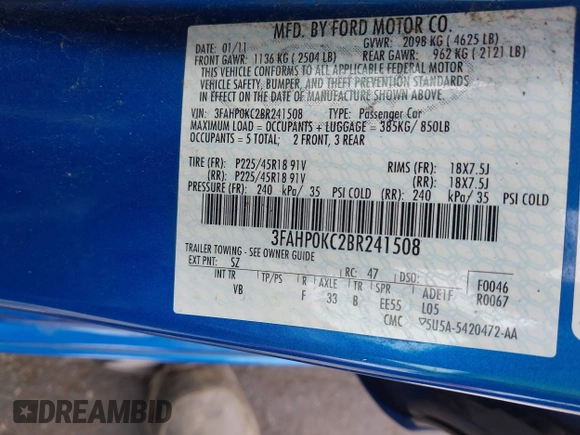 MFD. BY FORD MOTOR CO.
DATE: 01/11 GVWR: 2098 KG ( 4625 LB)
FRONT GAWR: 1136 KG ( 2504 LB) REAR GAWR: 962 KG ( 2121 LB)
THIS VEHICLE CONFORMS TO ALL APPLICABLE FEDERAL MOTOR
VEHICLE SAFETY, BUMPER, AND THEFT PREVENTION STANDARDS
IN EFFECT ON THE DATE OF MANUFACTURE SHOWN ABOVE.
VIN: 3FAHP0KC2BR241508 TYPE: Passenger Car
MAXIMUM LOAD = OCCUPANTS + LUGGAGE = 385KG/ 850LB
OCCUPANTS = 5 TOTAL; 2 FRONT, 3 REAR
TIRE (FR): P225/45R18 91V RIMS (FR): 18X7.5J
(RR): P225/45R18 91V (RR): 18X7.5J
PRESSURE (FR): 240 kPa/ 35 PSI COLD (RR): 240 kPa/ 35 PSI COLD
3FAHP0KC2BR241508
TRAILER TOWING - SEE OWNER GUIDE
EXT PNT: SZ RC: 47 DSO: F0046
INT TR TP/PS R AXLE TR SPR ADETF R0067
VB F 33 B EE55 L05
CMC 5U5A-5420472-AA
DREAMBID